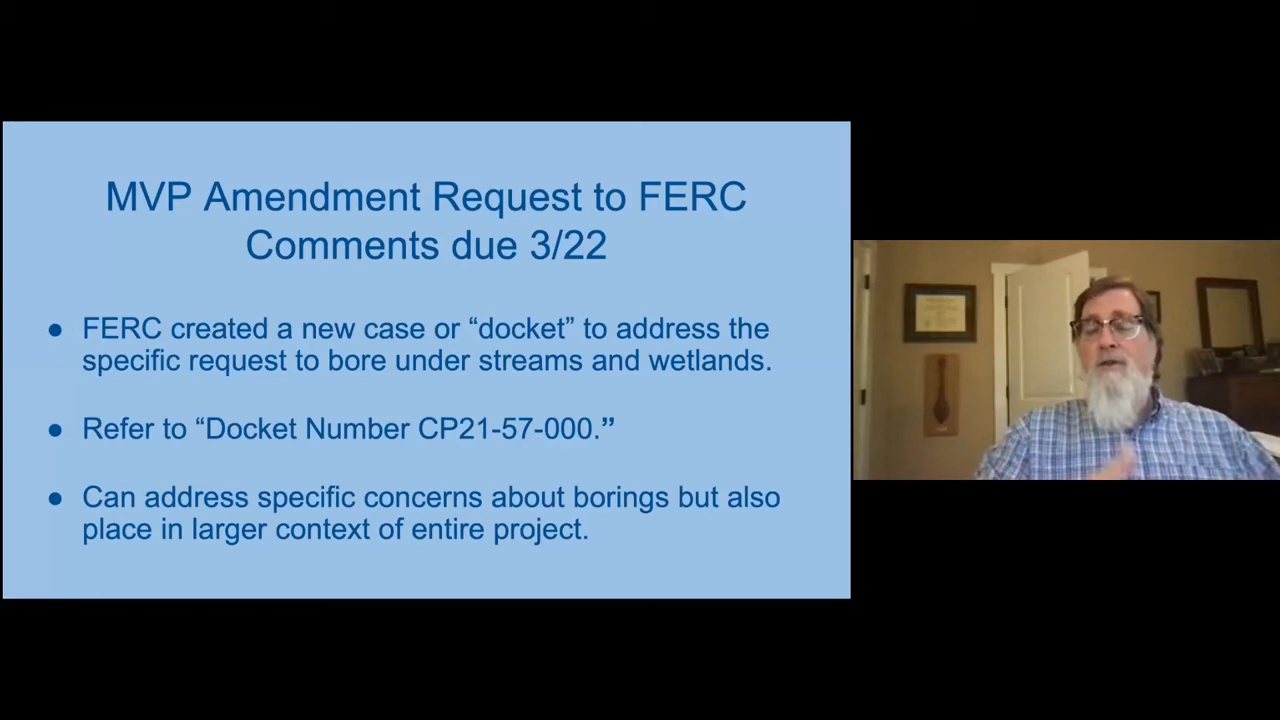 MVP Amendment Request to FERC
Comments due 3/22
● FERC created a new case or “docket” to address the
specific request to bore under streams and wetlands.
● Refer to “Docket Number CP21-57-000.”
● Can address specific concerns about borings but also
place in larger context of entire project.